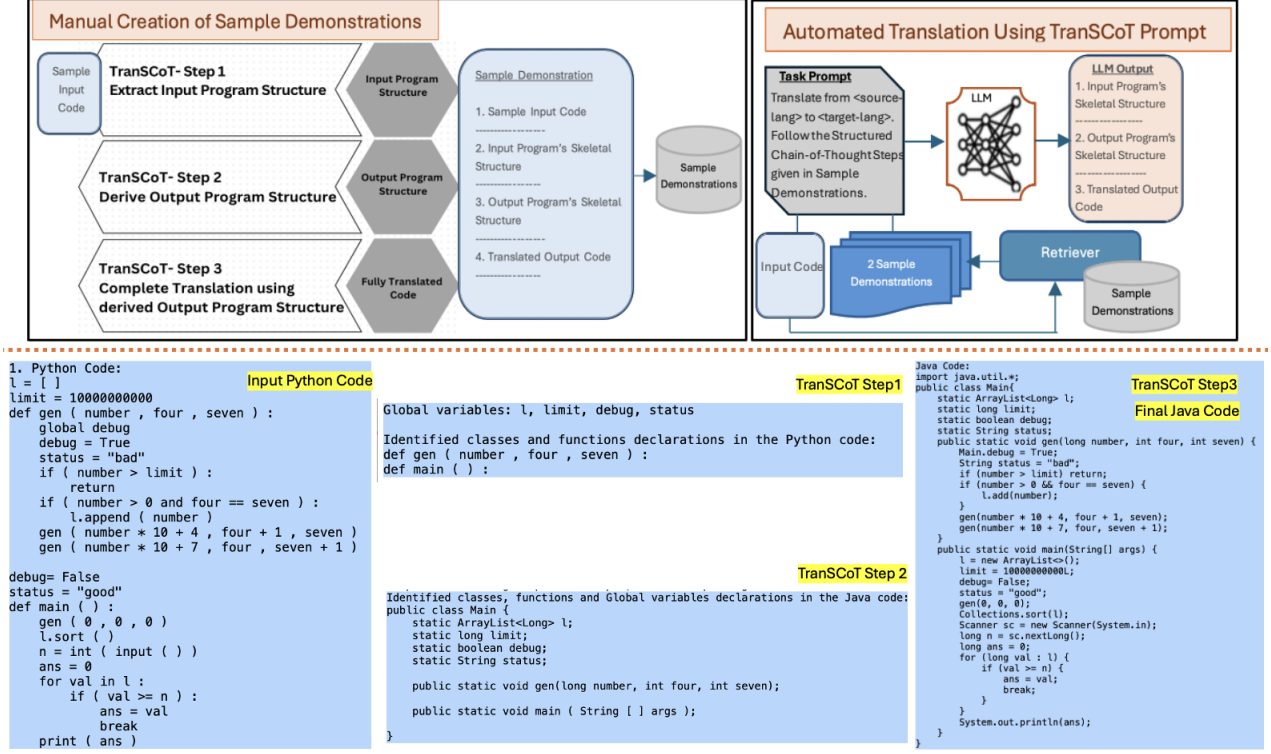 Manual Creation of Sample Demonstrations
Sample
Input
Code
TranSCoT- Step 1
Extract Input Program Structure
Input Program
Structure
TranSCoT- Step 2
Derive Output Program Structure
Output Program
Structure
TranSCoT- Step 3
Complete Translation using
derived Output Program Structure
Fully Translated
Code
Sample Demonstration
1. Sample Input Code
-------------------
2. Input Program's Skeletal
Structure
------------------
3. Output Program's Skeletal
Structure
-------------------
4. Translated Output Code
------------------
Sample
Demonstrations
Automated Translation Using TranSCoT Prompt
Task Prompt
Translate from <source-
lang> to <target-lang>.
Follow the Structured
Chain-of-Thought Steps
given in Sample
Demonstrations.
LLM
LLM Output
1. Input Program's
Skeletal Structure
-- ----------------
2. Output Program's
Skeletal Structure
-------------------
3. Translated Output
Code
Input Code
2 Sample
Demonstrations
Retriever
Sample
Demonstrations
1. Python Code:
Input Python Code
l = [ ]
limit = 10000000000
def gen ( number , four , seven ) :
    global debug
    debug = True
    status = "bad"
    if ( number > limit ) :
        return
    if ( number > 0 and four == seven ) :
        l.append ( number )
    gen ( number * 10 + 4 , four + 1 , seven )
    gen ( number * 10 + 7 , four , seven + 1 )
debug= False
status = "good"
def main ( ) :
    gen ( 0 , 0 , 0 )
    l.sort ( )
    n = int ( input ( ) )
    ans = 0
    for val in l :
        if ( val >= n ) :
            ans = val
            break
    print ( ans )
TranSCoT Step1
Global variables: l, limit, debug, status
Identified classes and functions declarations in the Python code:
def gen ( number , four , seven ) :
def main ( ) :
TranSCoT Step 2
Identified classes, functions and Global variables declarations in the Java code:
public class Main {
    static ArrayList<Long> l;
    static long limit;
    static boolean debug;
    static String status;
    public static void gen(long number, int four, int seven);
    public static void main ( String [ ] args );
}
Java Code:
TranSCoT Step3
Final Java Code
import java.util.*;
public class Main{
    static ArrayList<Long> l;
    static long limit;
    static boolean debug;
    static String status;
    public static void gen(long number, int four, int seven) {
        Main.debug = True;
        String status = "bad";
        if (number > limit) return;
        if (number > 0 && four == seven) {
            l.add(number);
        }
        gen(number * 10 + 4, four + 1, seven);
        gen(number * 10 + 7, four, seven + 1);
    }
    public static void main(String[] args) {
        l = new ArrayList<>();
        limit = 10000000000L;
        debug= False;
        status = "good";
        gen(0, 0, 0);
        Collections.sort(l);
        Scanner sc = new Scanner(System.in);
        long n = sc.nextLong();
        long ans = 0;
        for (long val : l) {
            if (val >= n) {
                ans = val;
                break;
            }
        }
        System.out.println(ans);
    }
}